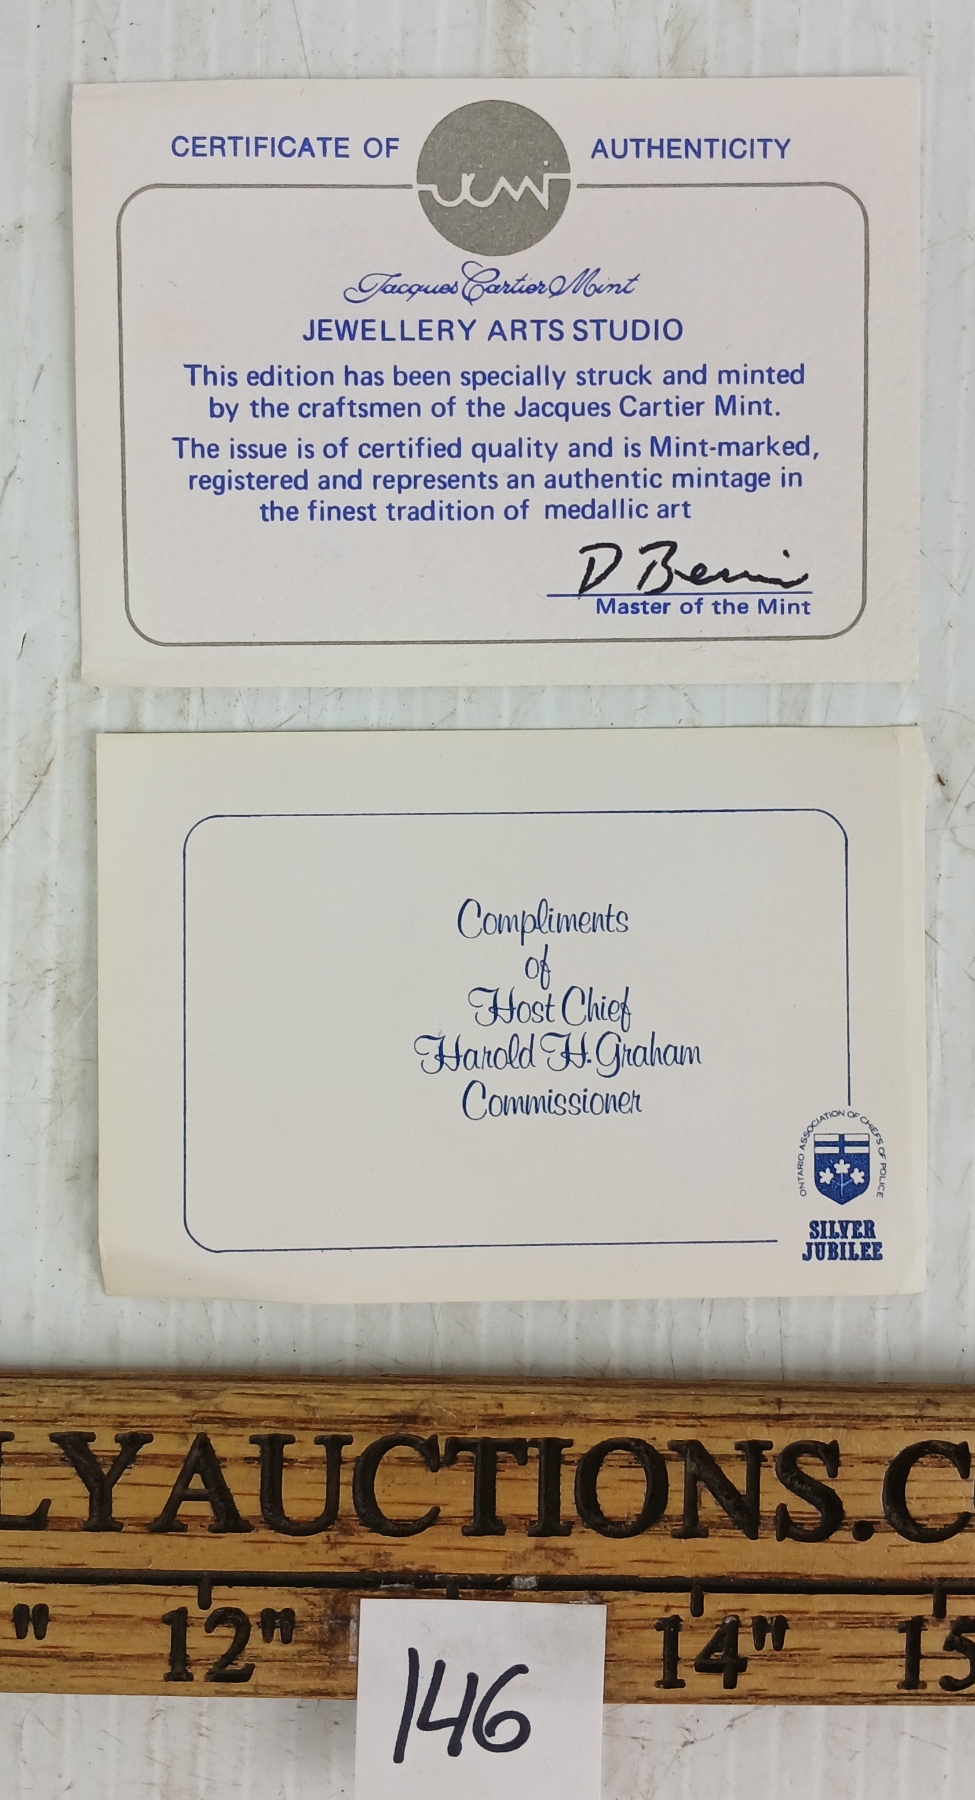 CERTIFICATE OF AUTHENTICITY
jcmi
Jacques Cartier Mint
JEWELLERY ARTS STUDIO
This edition has been specially struck and minted
by the craftsmen of the Jacques Cartier Mint.
The issue is of certified quality and is Mint-marked,
registered and represents an authentic mintage in
the finest tradition of medallic art
Master of the Mint
Compliments
of
Host Chief
Harold H. Graham
Commissioner
ONTARIO ASSOCIATION OF CHIEFS OF POLICE
SILVER
JUBILEE
LYAUCTIONS.C
" 12" 14" 15
146